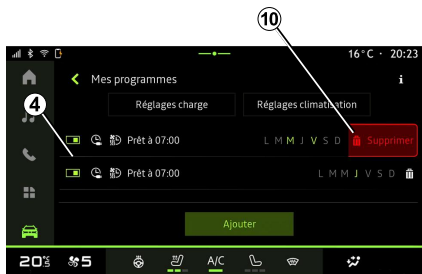 10
16°C · 20:23
Mes programmes
i
4
Réglages charge Réglages climatisation
Prêt à 07:00 L M M J V S D Supprimer
Prêt à 07:00 L M M J V S D
Ajouter
20°5 5 A/C